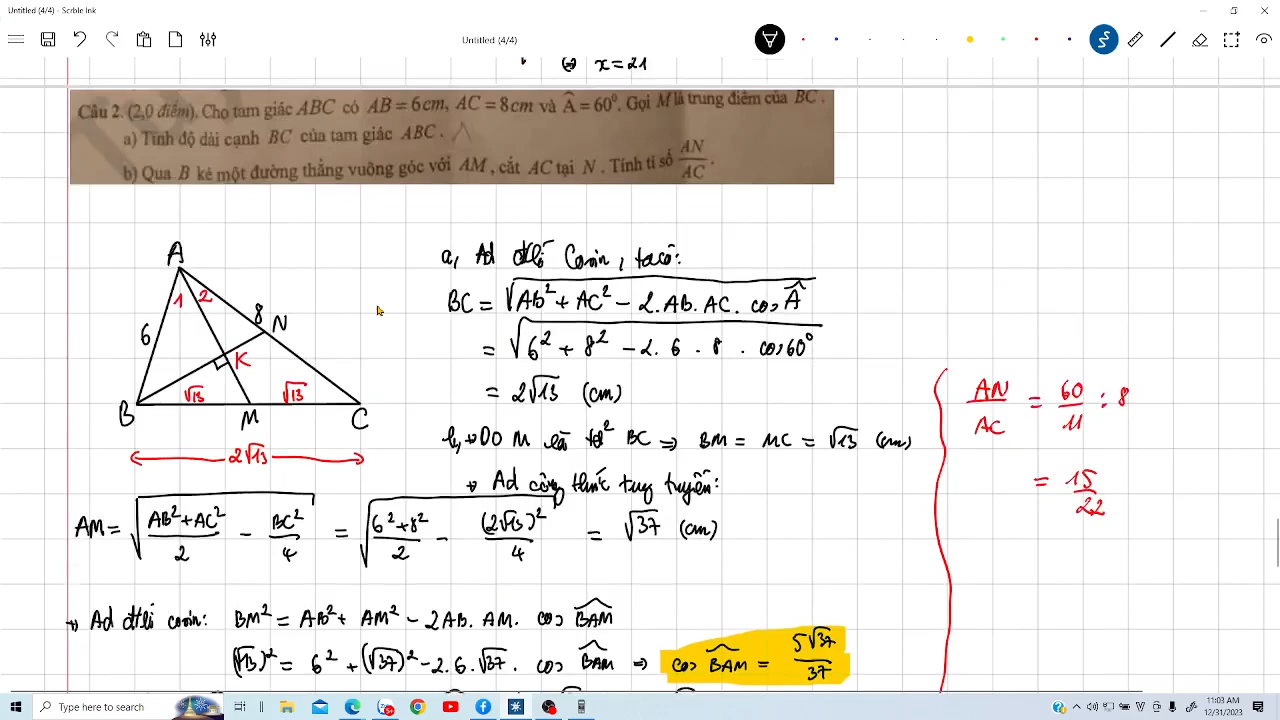 Untitled (4/4) - Scrble Ink
Untitled (4/4)
⇔ x = 21
Câu 2. (2,0 điểm). Cho tam giác ABC có AB = 6cm, AC = 8cm và Â = 60⁰. Gọi M là trung điểm của BC.
a) Tính độ dài cạnh BC của tam giác ABC.
b) Qua B kẻ một đường thẳng vuông góc với AM, cắt AC tại N. Tính tỉ số AN/AC.
A
1 2
6
8
N
K
√13 √13
B M C
2√13
a, Ad đlí Cosin, ta có:
BC = √(AB² + AC² - 2.AB.AC.cos Â)
= √(6² + 8² - 2.6.8.cos60⁰)
= 2√13 (cm)
b, → Do M là tđ² BC ⇒ BM = MC = √13 (cm)
→ Ad công thức trung tuyến:
AM = √((AB² + AC²)/2 - BC²/4) = √((6² + 8²)/2 - (2√13)²/4) = √37 (cm)
→ Ad đlí cosin: BM² = AB² + AM² - 2AB.AM.cos BAM
(√13)² = 6² + (√37)² - 2.6.√37.cos BAM ⇒ cos BAM = 5√37/37
AN/AC = 60/11 : 8
= 15/22
Type here to search
11:03 AM
12/31/2023